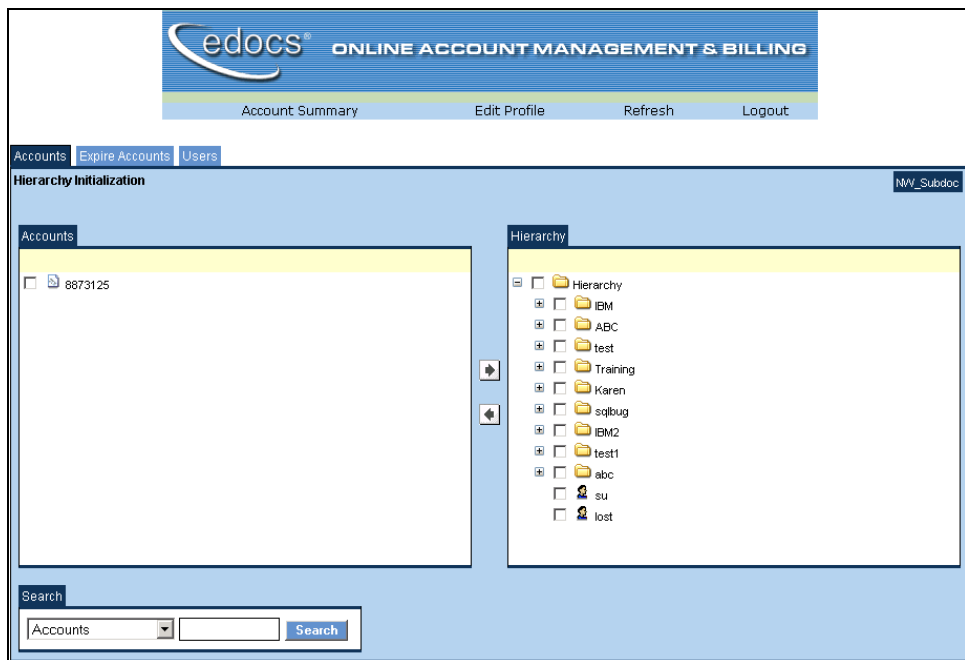 edocs® ONLINE ACCOUNT MANAGEMENT & BILLING
Account Summary Edit Profile Refresh Logout
Accounts Expire Accounts Users
Hierarchy Initialization NW_Subdoc
Accounts
8873125
Hierarchy
Hierarchy
IBM
ABC
test
Training
Karen
sqlbug
IBM2
test1
abc
su
lost
Search
Accounts Search